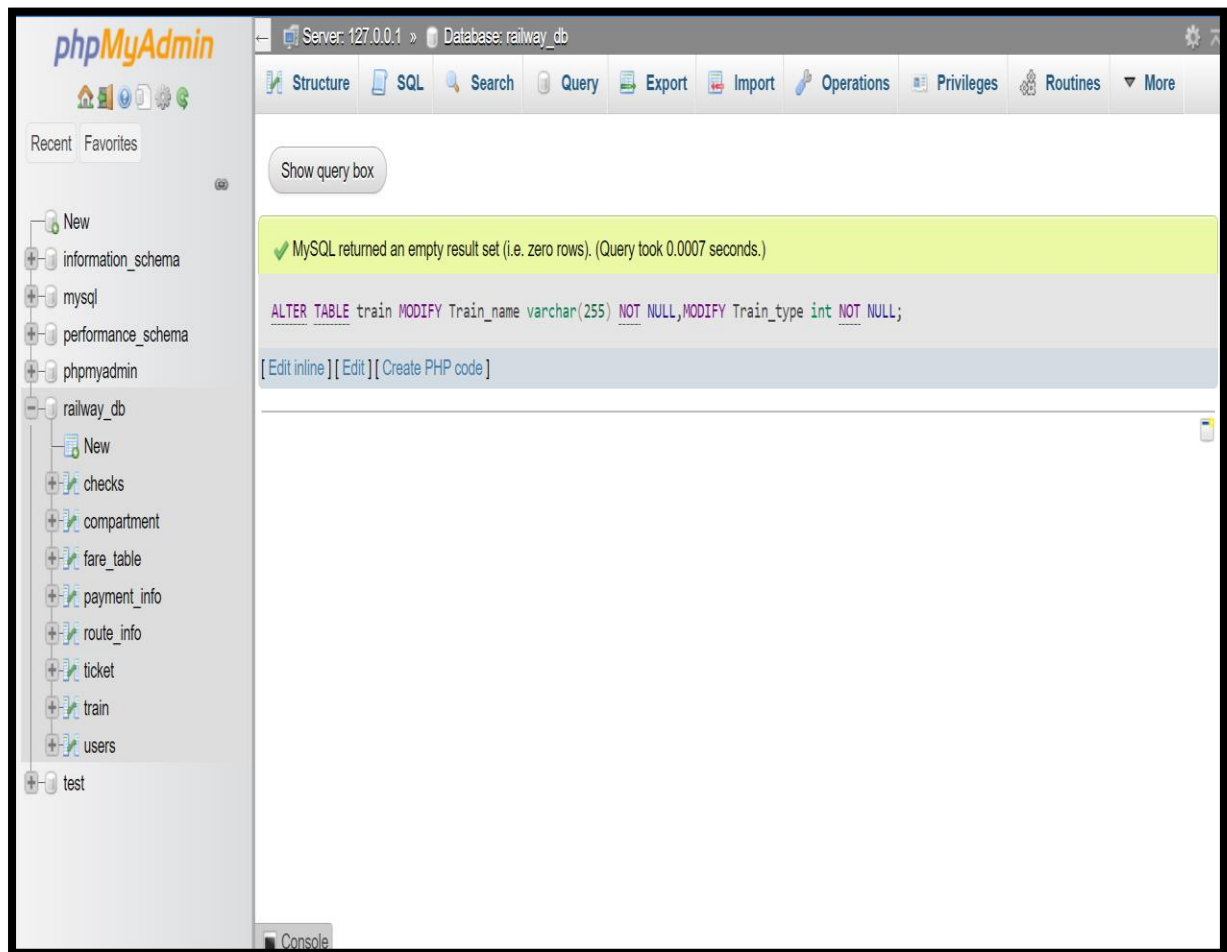 phpMyAdmin
Recent Favorites
New
information_schema
mysql
performance_schema
phpmyadmin
railway_db
New
checks
compartment
fare_table
payment_info
route_info
ticket
train
users
test
Server: 127.0.0.1 » Database: railway_db
Structure SQL Search Query Export Import Operations Privileges Routines More
Show query box
MySQL returned an empty result set (i.e. zero rows). (Query took 0.0007 seconds.)
ALTER TABLE train MODIFY Train_name varchar(255) NOT NULL,MODIFY Train_type int NOT NULL;
[ Edit inline ] [ Edit ] [ Create PHP code ]
Console